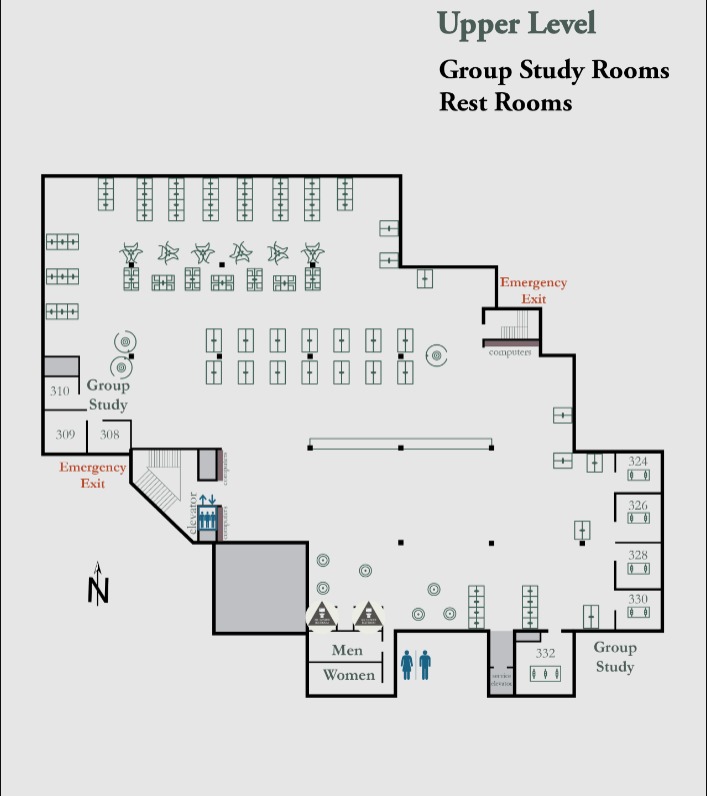 Upper Level
Group Study Rooms
Rest Rooms
Emergency
Exit
computers
310
Group
Study
309
308
Emergency
Exit
computers
elevator
computers
N
324
326
328
330
332
Group
Study
Men
Women
service
elevator